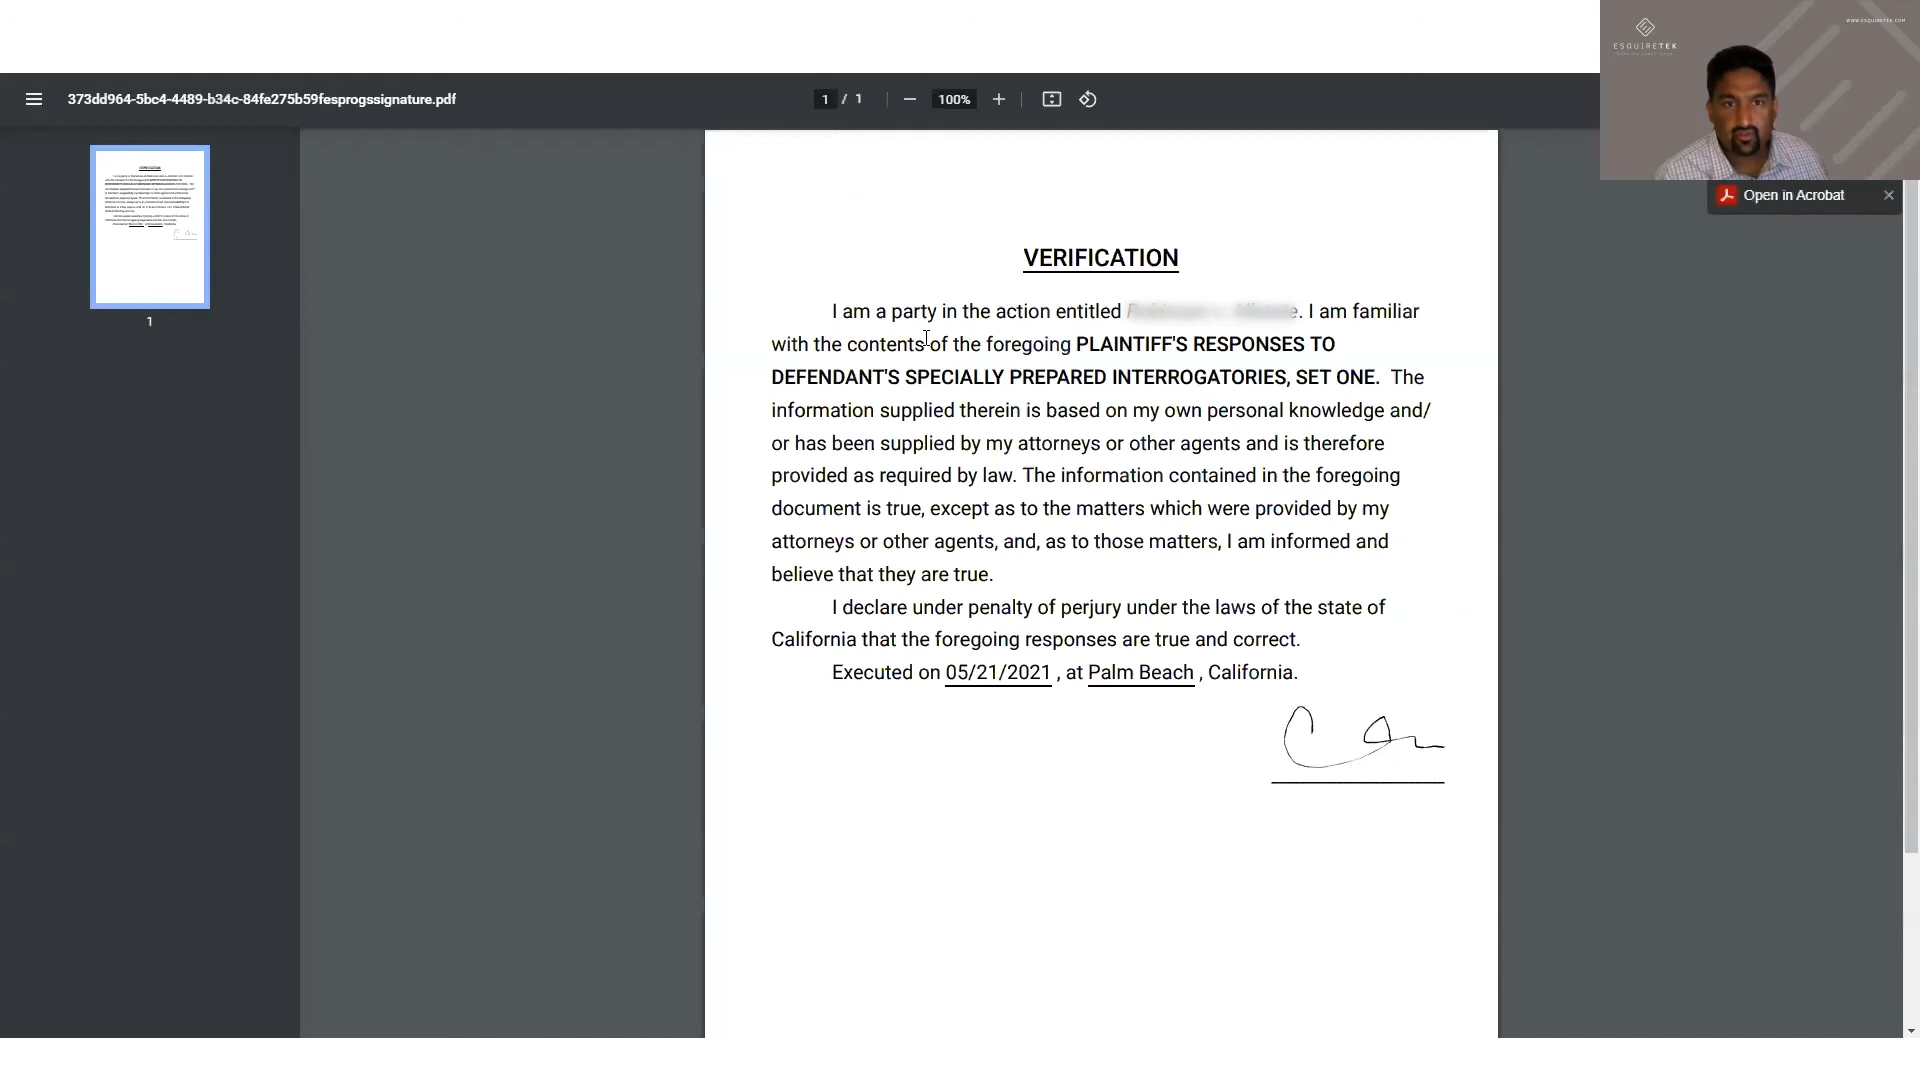 WWW.ESQUIRETEK.COM
ESQUIRETEK
373dd964-5bc4-4489-b34c-84fe275b59fesprogssignature.pdf
1 / 1
100%
Open in Acrobat
1
VERIFICATION
I am a party in the action entitled . I am familiar
with the contents of the foregoing PLAINTIFF'S RESPONSES TO
DEFENDANT'S SPECIALLY PREPARED INTERROGATORIES, SET ONE. The
information supplied therein is based on my own personal knowledge and/
or has been supplied by my attorneys or other agents and is therefore
provided as required by law. The information contained in the foregoing
document is true, except as to the matters which were provided by my
attorneys or other agents, and, as to those matters, I am informed and
believe that they are true.
I declare under penalty of perjury under the laws of the state of
California that the foregoing responses are true and correct.
Executed on 05/21/2021 , at Palm Beach , California.